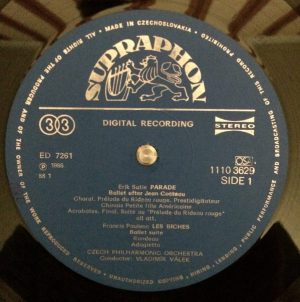 MADE IN CZECHOSLOVAKIA · ALL RIGHTS OF THE PRODUCER AND OF THE OWNER OF THE WORK REPRODUCED RESERVED · UNAUTHORIZED COPYING · HIRING · LENDING · PUBLIC PERFORMANCE AND BROADCASTING OF THIS RECORD PROHIBITED
SUPRAPHON
33
DIGITAL RECORDING
STEREO
ED 7261
℗ 1986
SS 1
1110 3629
SIDE 1
Erik Satie PARADE
Ballet after Jean Cocteau
Choral. Prélude du Rideau rouge. Prestidigitateur
Chinois Petite fille Américaine
Acrobates. Final. Suite au "Prélude du Rideau rouge"
Francis Poulenc LES BICHES
Ballet suite
Rondeau
Adagietto
CZECH PHILHARMONIC ORCHESTRA
Conductor: VLADIMÍR VÁLEK